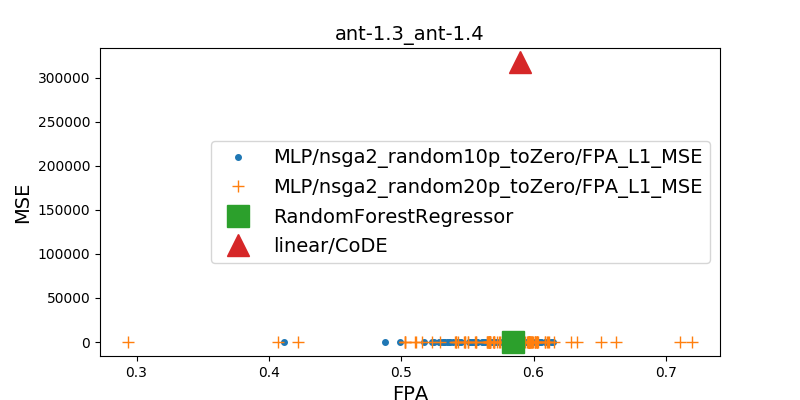 ant-1.3_ant-1.4
300000
250000
200000
150000
100000
50000
0
MSE
MLP/nsga2_random10p_toZero/FPA_L1_MSE
MLP/nsga2_random20p_toZero/FPA_L1_MSE
RandomForestRegressor
linear/CoDE
0.3 0.4 0.5 0.6 0.7
FPA